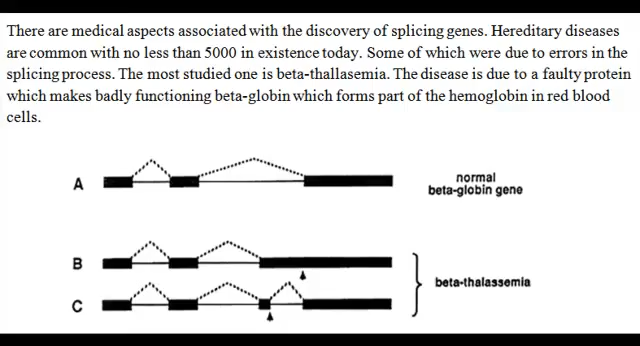 There are medical aspects associated with the discovery of splicing genes. Hereditary diseases
are common with no less than 5000 in existence today. Some of which were due to errors in the
splicing process. The most studied one is beta-thallasemia. The disease is due to a faulty protein
which makes badly functioning beta-globin which forms part of the hemoglobin in red blood
cells.
A
normal
beta-globin gene
B
beta-thalassemia
C